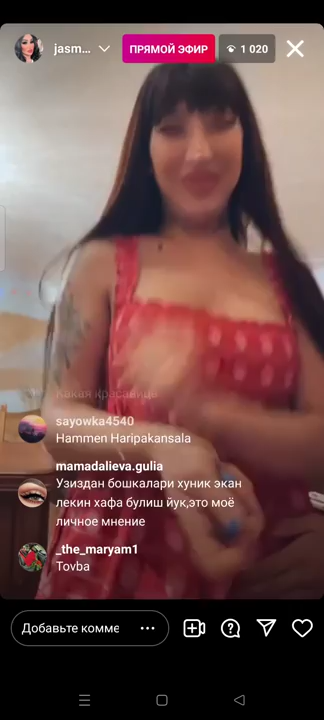 jasm...
ПРЯМОЙ ЭФИР
1 020
Какая красавица
sayowka4540
Hammen Haripakansala
mamadalieva.gulia
Узиздан бошкалари хуник экан
лекин хафа булиш йук,это моё
личное мнение
_the_maryam1
Tovba
Добавьте комме